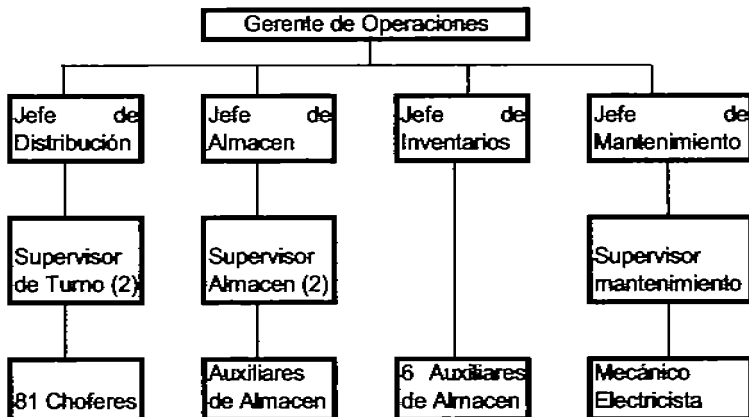 Gerente de Operaciones
Jefe de
Distribución
Jefe de
Almacen
Jefe de
Inventarios
Jefe de
Mantenimiento
Supervisor
de Turno (2)
Supervisor
Almacen (2)
Supervisor
mantenimiento
81 Choferes
Auxiliares
de Almacen
6 Auxiliares
de Almacen
Mecánico
Electricista